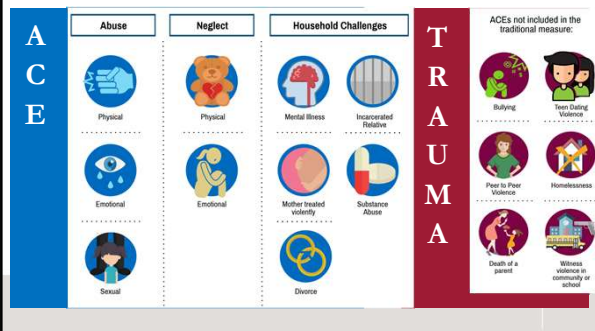 A
C
E
Abuse
Physical
Emotional
Sexual
Neglect
Physical
Emotional
Household Challenges
Mental Illness
Incarcerated
Relative
Mother treated
violently
Substance
Abuse
Divorce
T
R
A
U
M
A
ACEs not included in the
traditional measure:
Bullying
Teen Dating
Violence
Peer to Peer
Violence
Homelessness
Death of a
parent
Witness
violence in
community or
school